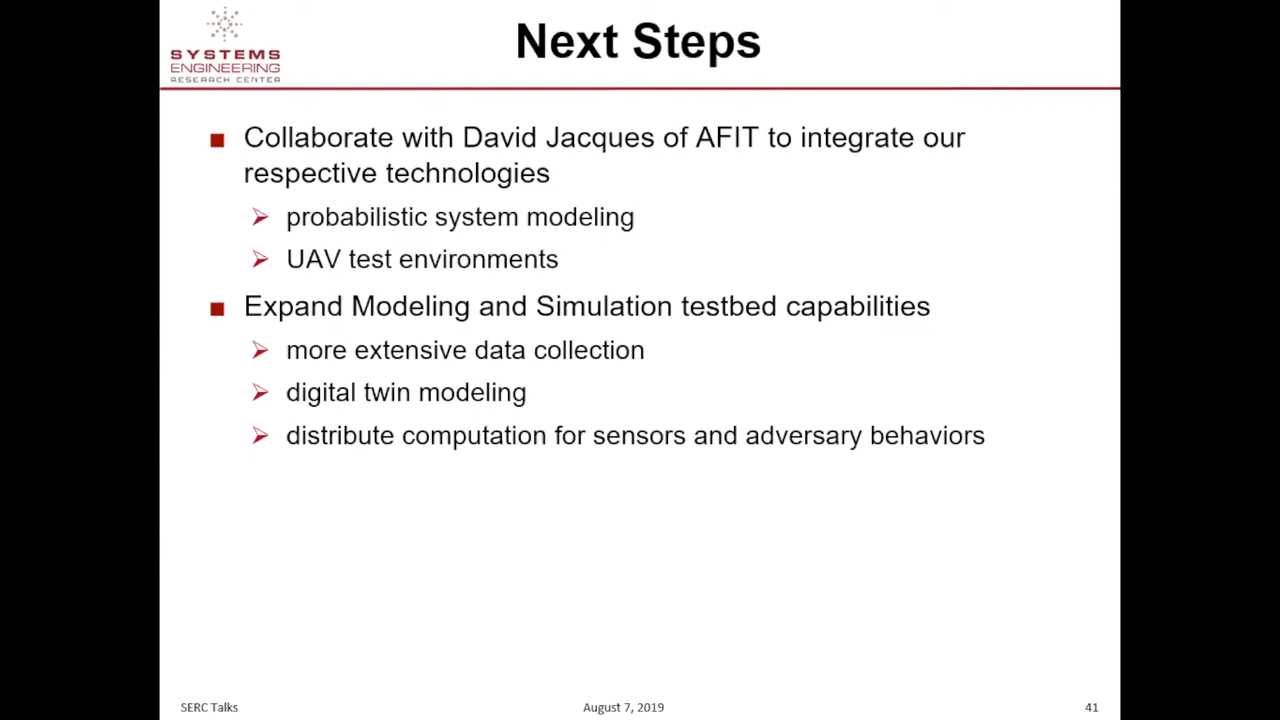 SYSTEMS
ENGINEERING
RESEARCH CENTER
Next Steps
Collaborate with David Jacques of AFIT to integrate our
respective technologies
probabilistic system modeling
UAV test environments
Expand Modeling and Simulation testbed capabilities
more extensive data collection
digital twin modeling
distribute computation for sensors and adversary behaviors
SERC Talks
August 7, 2019
41